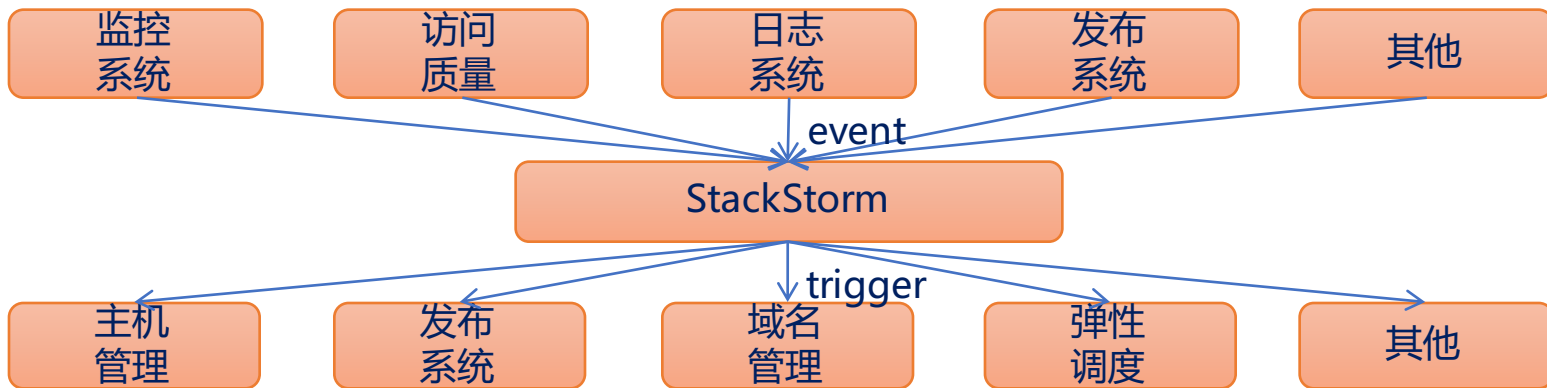 监控
系统
访问
质量
日志
系统
发布
系统
其他
event
StackStorm
trigger
主机
管理
发布
系统
域名
管理
弹性
调度
其他